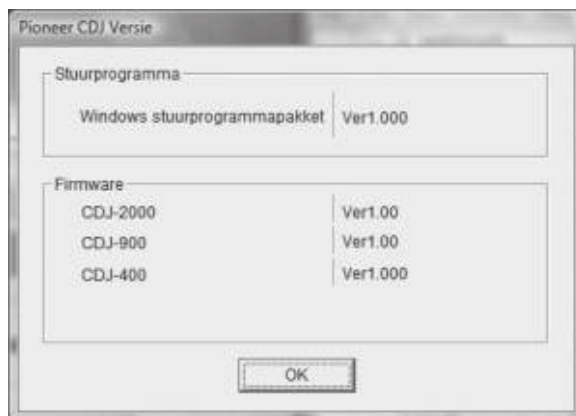 Pioneer CDJ Versie
Stuurprogramma
Windows stuurprogrammapakket Ver1.000
Firmware
CDJ-2000 Ver1.00
CDJ-900 Ver1.00
CDJ-400 Ver1.000
OK